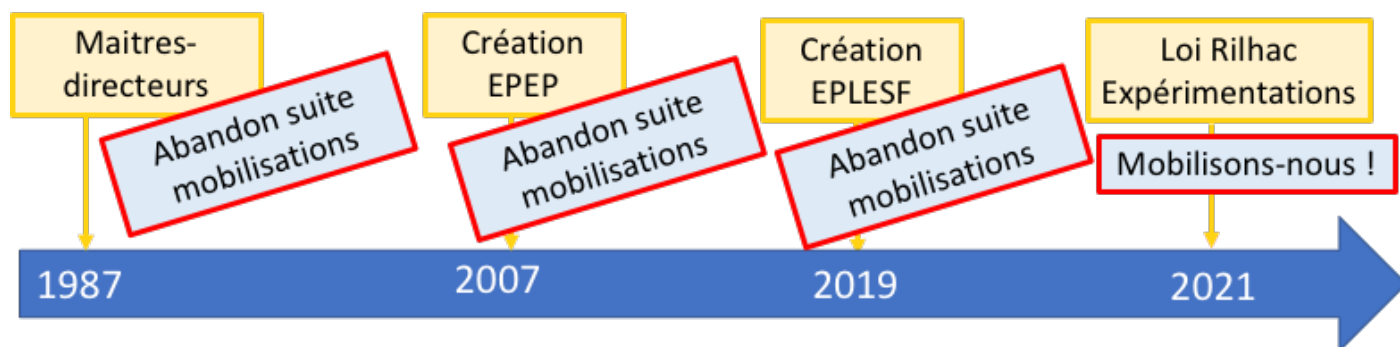 Maitres-
directeurs
Abandon suite
mobilisations
Création
EPEP
Abandon suite
mobilisations
Création
EPLESF
Abandon suite
mobilisations
Loi Rilhac
Expérimentations
Mobilisons-nous !
1987
2007
2019
2021